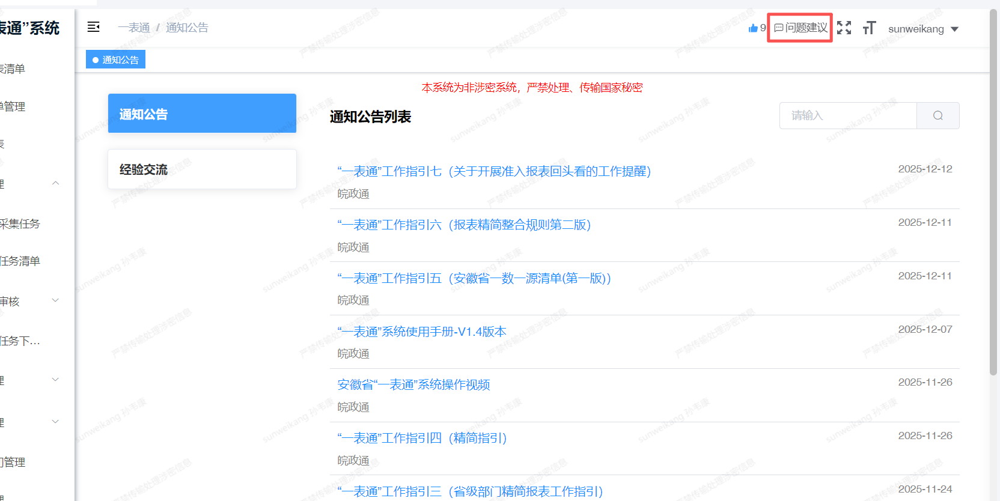 表通”系统
一表通 / 通知公告
9
问题建议
sunweikang
通知公告
本系统为非涉密系统，严禁处理、传输国家秘密
表清单
单管理
表
理
采集任务
任务清单
审核
任务下…
理
理
门管理
理
通知公告
经验交流
通知公告列表
请输入
“一表通”工作指引七（关于开展准入报表回头看的工作提醒）
2025-12-12
皖政通
“一表通”工作指引六（报表精简整合规则第二版）
2025-12-11
皖政通
“一表通”工作指引五（安徽省一数一源清单(第一版)）
2025-12-11
皖政通
“一表通”系统使用手册-V1.4版本
2025-12-07
皖政通
安徽省“一表通”系统操作视频
2025-11-26
皖政通
“一表通”工作指引四（精简指引）
2025-11-26
皖政通
“一表通”工作指引三（省级部门精简报表工作指引）
2025-11-24
严禁传输处理涉密信息
sunweikang 孙韦康